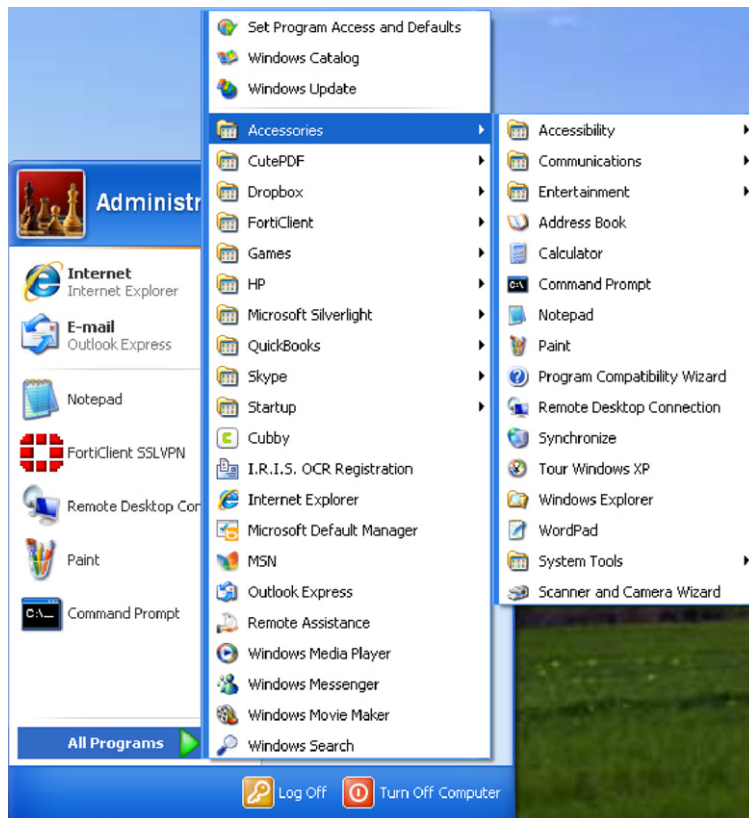 Administr
Internet
Internet Explorer
E-mail
Outlook Express
Notepad
FortiClient SSLVPN
Remote Desktop Cor
Paint
C:\_
Command Prompt
All Programs
Set Program Access and Defaults
Windows Catalog
Windows Update
Accessories
CutePDF
Dropbox
FortiClient
Games
HP
Microsoft Silverlight
QuickBooks
Skype
Startup
Cubby
I.R.I.S. OCR Registration
Internet Explorer
Microsoft Default Manager
MSN
Outlook Express
Remote Assistance
Windows Media Player
Windows Messenger
Windows Movie Maker
Windows Search
Accessibility
Communications
Entertainment
Address Book
Calculator
C:\
Command Prompt
Notepad
Paint
Program Compatibility Wizard
Remote Desktop Connection
Synchronize
Tour Windows XP
Windows Explorer
WordPad
System Tools
Scanner and Camera Wizard
Log Off
Turn Off Computer